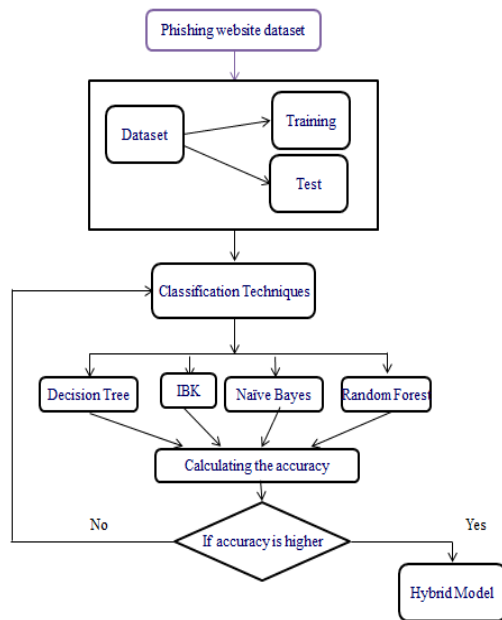 Phishing website dataset
Dataset
Training
Test
Classification Techniques
Decision Tree
IBK
Naïve Bayes
Random Forest
Calculating the accuracy
No
If accuracy is higher
Yes
Hybrid Model